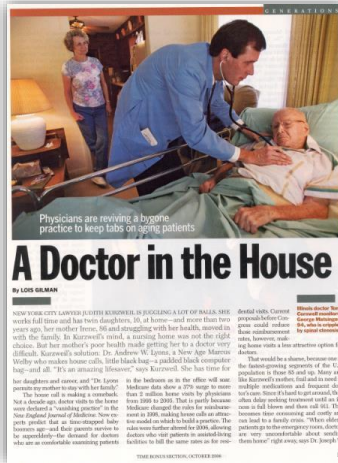 GENERATIONS
Physicians are reviving a bygone
practice to keep tabs on aging patients
A Doctor in the House
By LOIS GILMAN
NEW YORK CITY LAWYER JUDITH KURZWEIL IS JUGGLING A LOT OF BALLS. SHE
works full time and has twin daughters, 10, at home—and more than two
years ago, her mother Irene, 86 and struggling with her health, moved in
with the family. In Kurzweil's mind, a nursing home was not the right
choice. But her mother's poor health made getting her to a doctor very
difficult. Kurzweil's solution: Dr. Andrew W. Lyons, a New Age Marcus
Welby who makes house calls, little black bag—a padded black computer
bag—and all. "It's an amazing lifesaver," says Kurzweil. She has time for
her daughters and career, and "Dr. Lyons
permits my mother to stay with her family."
The house call is making a comeback.
Not a decade ago, doctor visits to the home
were declared a "vanishing practice" in the
New England Journal of Medicine. Now ex-
perts predict that as time-strapped baby
boomers age—and their parents survive to
be superelderly—the demand for doctors
who are as comfortable examining patients
in the bedroom as in the office will soar.
Medicare data show a 37% surge to more
than 2 million home visits by physicians
from 1999 to 2005. That is partly because
Medicare changed the rules for reimburse-
ment in 1998, making house calls an attrac-
tive model on which to build a practice. The
rules were further altered for 2006, allowing
doctors who visit patients in assisted-living
facilities to bill the same rates as for resi-
dential visits. Current
proposals before Con-
gress could reduce
those reimbursement
rates, however, mak-
ing home visits a less attractive option for
doctors.
That would be a shame, because one of
the fastest-growing segments of the U.S.
population is those 85 and up. Many
like Kurzweil's mother, frail and in need of
multiple medications and frequent doc-
tor's care. Since it's hard to get around, they
often delay seeking treatment until an ill-
ness is full blown and then call 911. This
becomes time consuming and costly and
can lead to a family crisis. "When elderly
patients go to the emergency room, doctors
are very uncomfortable about sending
them home" right away, says Dr. Joseph
Illinois doctor
Cornwell
George
84, who is crippled
by spinal stenosis
TIME BONUS SECTION, OCTOBER 2006